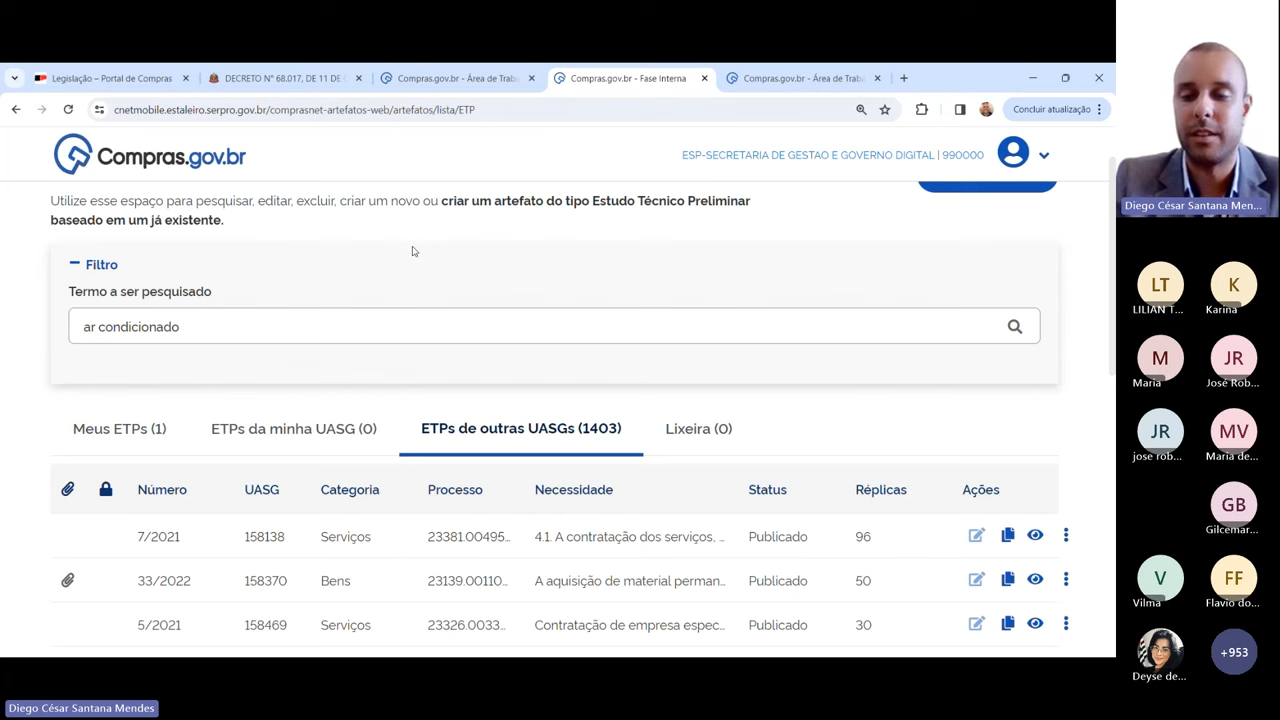 Legislação – Portal de Compras
DECRETO N° 68.017, DE 11 DE
Compras.gov.br - Área de Trab
Compras.gov.br - Fase Interna
Compras.gov.br - Área de Trab
cnetmobile.estaleiro.serpro.gov.br/comprasnet-artefatos-web/artefatos/lista/ETP
Concluir atualização
Compras.gov.br
ESP-SECRETARIA DE GESTAO E GOVERNO DIGITAL | 990000
Utilize esse espaço para pesquisar, editar, excluir, criar um novo ou criar um artefato do tipo Estudo Técnico Preliminar
baseado em um já existente.
Filtro
Termo a ser pesquisado
ar condicionado
Meus ETPs (1) ETPs da minha UASG (0) ETPs de outras UASGs (1403) Lixeira (0)
Número UASG Categoria Processo Necessidade Status Réplicas Ações
7/2021 158138 Serviços 23381.00495... 4.1. A contratação dos serviços, ... Publicado 96
33/2022 158370 Bens 23139.00110... A aquisição de material perman... Publicado 50
5/2021 158469 Serviços 23326.0033... Contratação de empresa espec... Publicado 30
Diego César Santana Men...
LT K
LILIAN T... Karina
M JR
Maria José Rob...
JR MV
jose rob... Maria de...
GB
Gilcemar...
V FF
Vilma Flavio do...
+953
Deyse de...
Diego César Santana Mendes